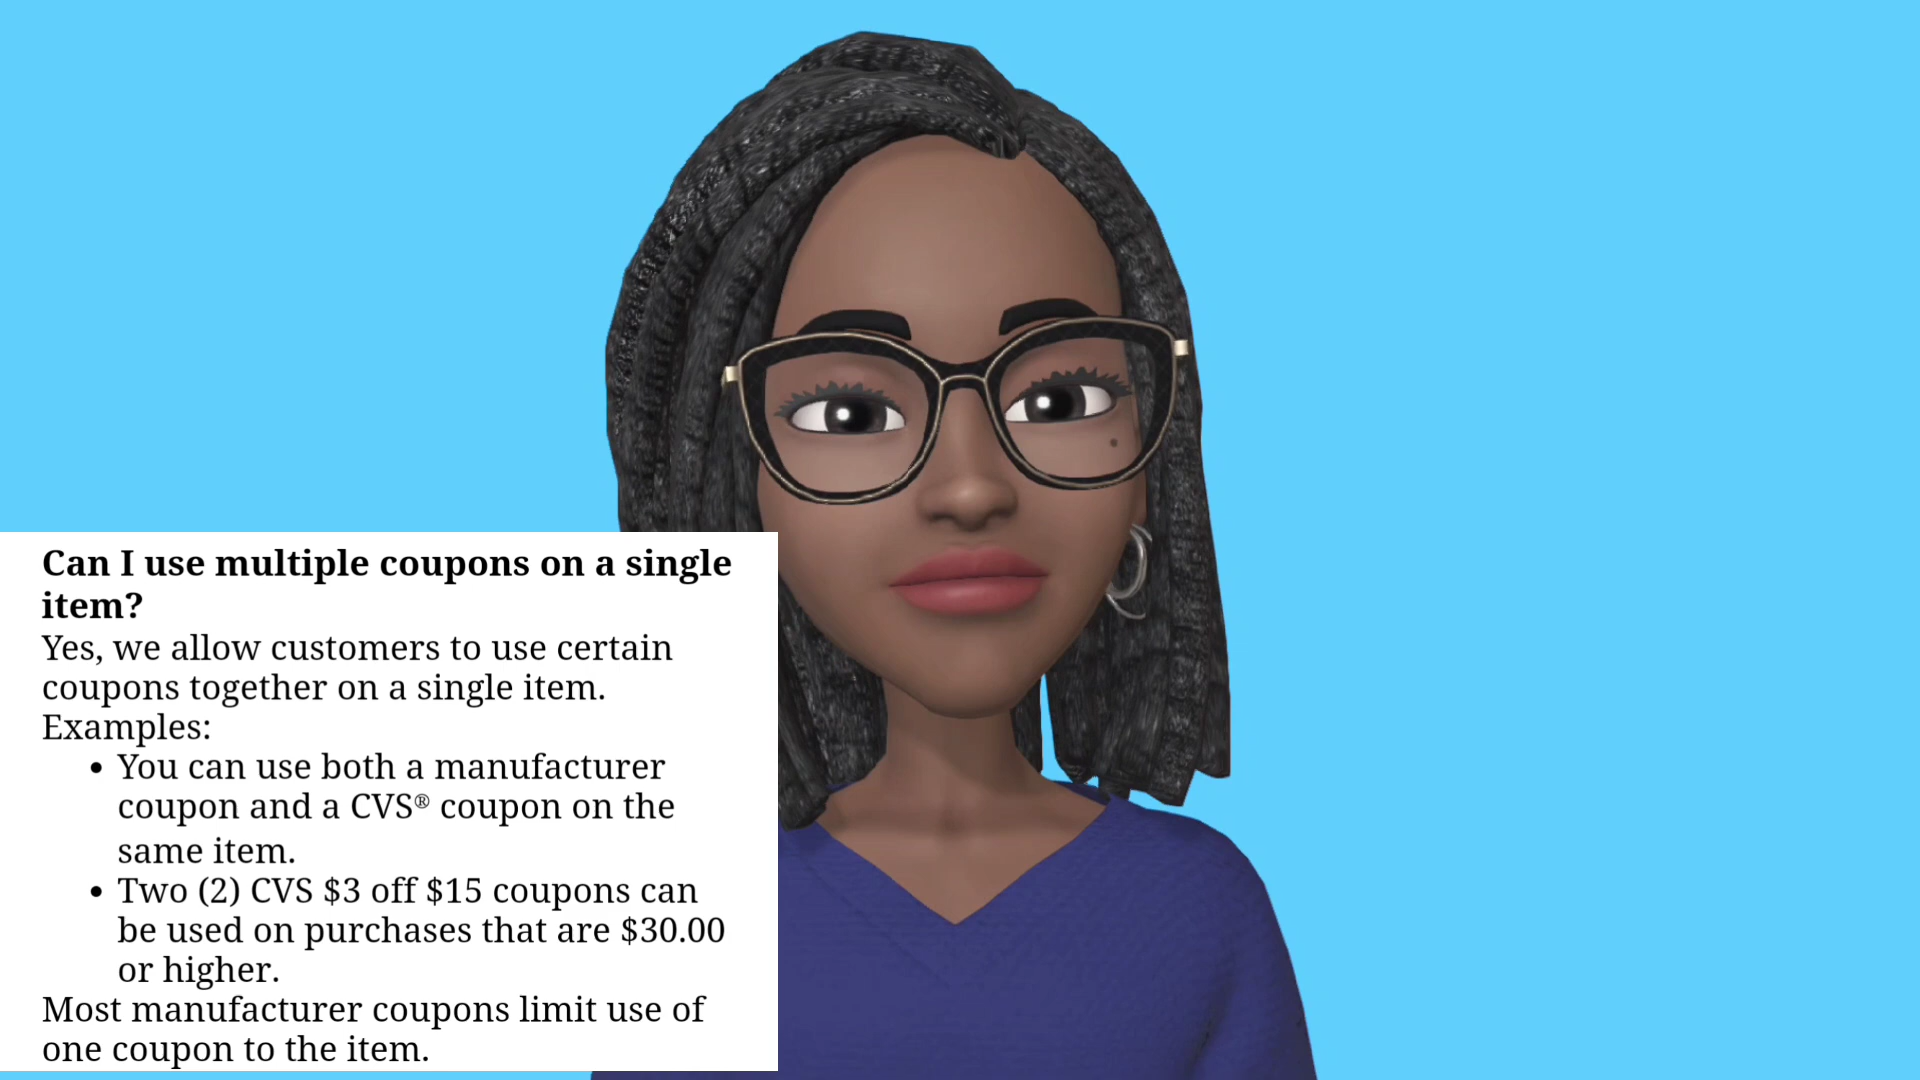 Can I use multiple coupons on a single
item?
Yes, we allow customers to use certain
coupons together on a single item.
Examples:
• You can use both a manufacturer
coupon and a CVS® coupon on the
same item.
• Two (2) CVS $3 off $15 coupons can
be used on purchases that are $30.00
or higher.
Most manufacturer coupons limit use of
one coupon to the item.